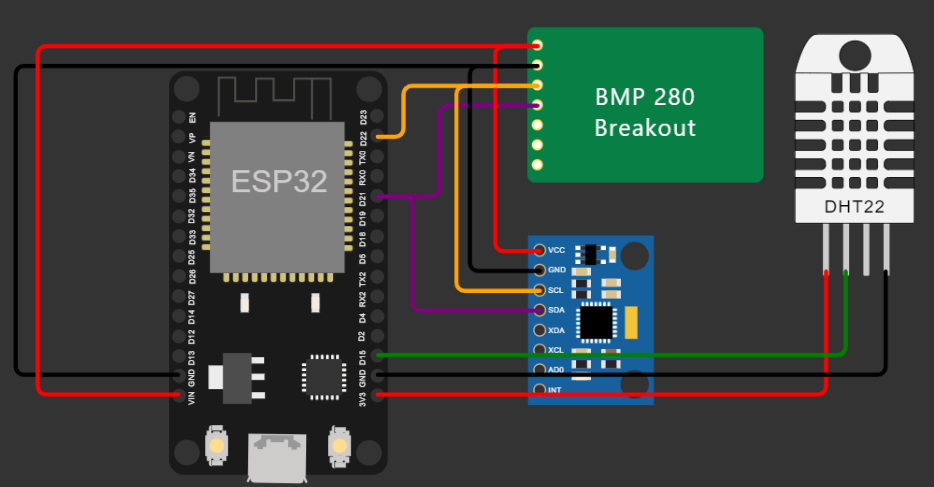 BMP 280
Breakout
DHT22
ESP32
EN
VP
VN
D34
D35
D32
D33
D25
D26
D27
D14
D12
D13
GND
VIN
D23
D22
TX0
RX0
D21
D19
D18
D5
TX2
RX2
D4
D2
D15
GND
3V3
VCC
GND
SCL
SDA
XDA
XCL
AD0
INT